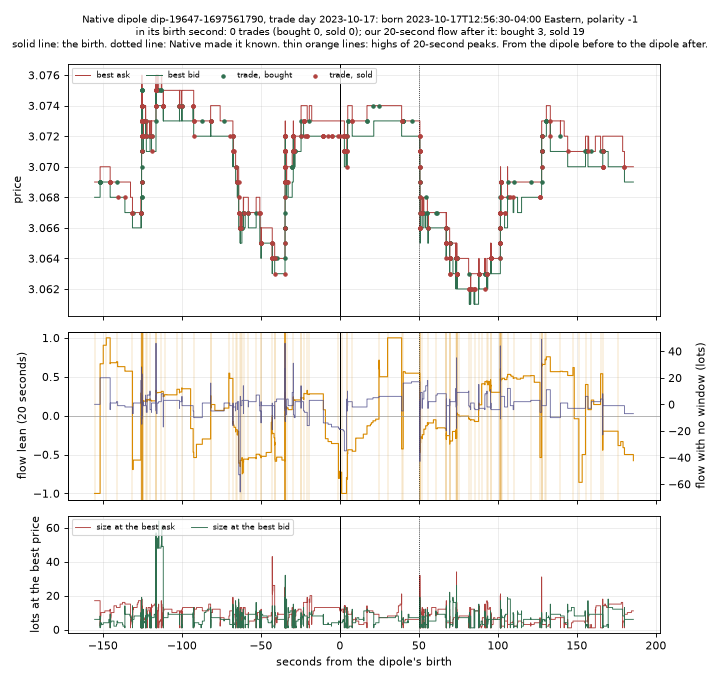 Native dipole dip-19647-1697561790, trade day 2023-10-17: born 2023-10-17T12:56:30-04:00 Eastern, polarity -1
in its birth second: 0 trades (bought 0, sold 0); our 20-second flow after it: bought 3, sold 19
solid line: the birth. dotted line: Native made it known. thin orange lines: highs of 20-second peaks. From the dipole before to the dipole after.
best ask best bid trade, bought trade, sold
3.076
3.074
3.072
3.070
3.068
3.066
3.064
3.062
price
1.0
0.5
0.0
−0.5
−1.0
flow lean (20 seconds)
40
20
0
−20
−40
−60
flow with no window (lots)
size at the best ask size at the best bid
60
40
20
0
lots at the best price
−150 −100 −50 0 50 100 150 200
seconds from the dipole's birth